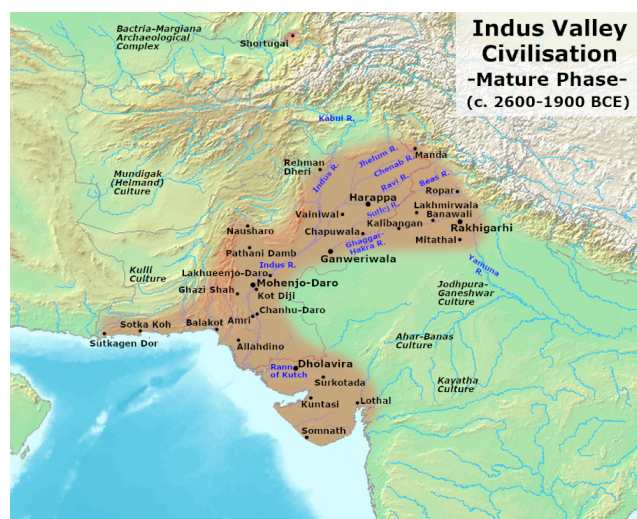 Indus Valley
Civilisation
-Mature Phase-
(c. 2600-1900 BCE)
Bactria-Margiana
Archaeological
Complex
Shortugai
Kabul R.
Manda
Jhelum R.
Chenab R.
Rehman
Dheri
Indus R.
Mundigak
(Helmand)
Culture
Ravi R.
Beas R.
Ropar
Harappa
Sutlej R.
Lakhmirwala
Vainiwal
Banawali
Kalibangan
Rakhigarhi
Nausharo
Chapuwala
Mitathal
Ghaggar-
Hakra R.
Pathani Damb
Ganweriwala
Yamuna
R.
Kulli
Culture
Indus R.
Lakhueenjo-Daro
Mohenjo-Daro
Ghazi Shah
Kot Diji
Jodhpura-
Ganeshwar
Culture
Chanhu-Daro
Amri
Sotka Koh
Balakot
Sutkagen Dor
Allahdino
Ahar-Banas
Culture
Dholavira
Rann
of Kutch
Surkotada
Kayatha
Culture
Kuntasi
Lothal
Somnath